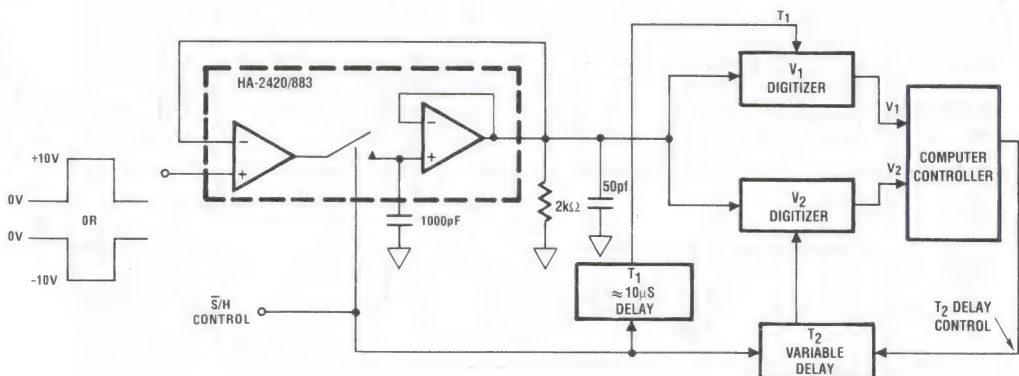 T1
HA-2420/883
V1
DIGITIZER
V1
+10V
0V
OR
0V
-10V
-
+
-
+
1000pF
2kΩ
50pf
V2
DIGITIZER
V2
COMPUTER
CONTROLLER
S̅/H
CONTROL
T1
≈ 10μS
DELAY
T2
VARIABLE
DELAY
T2 DELAY
CONTROL